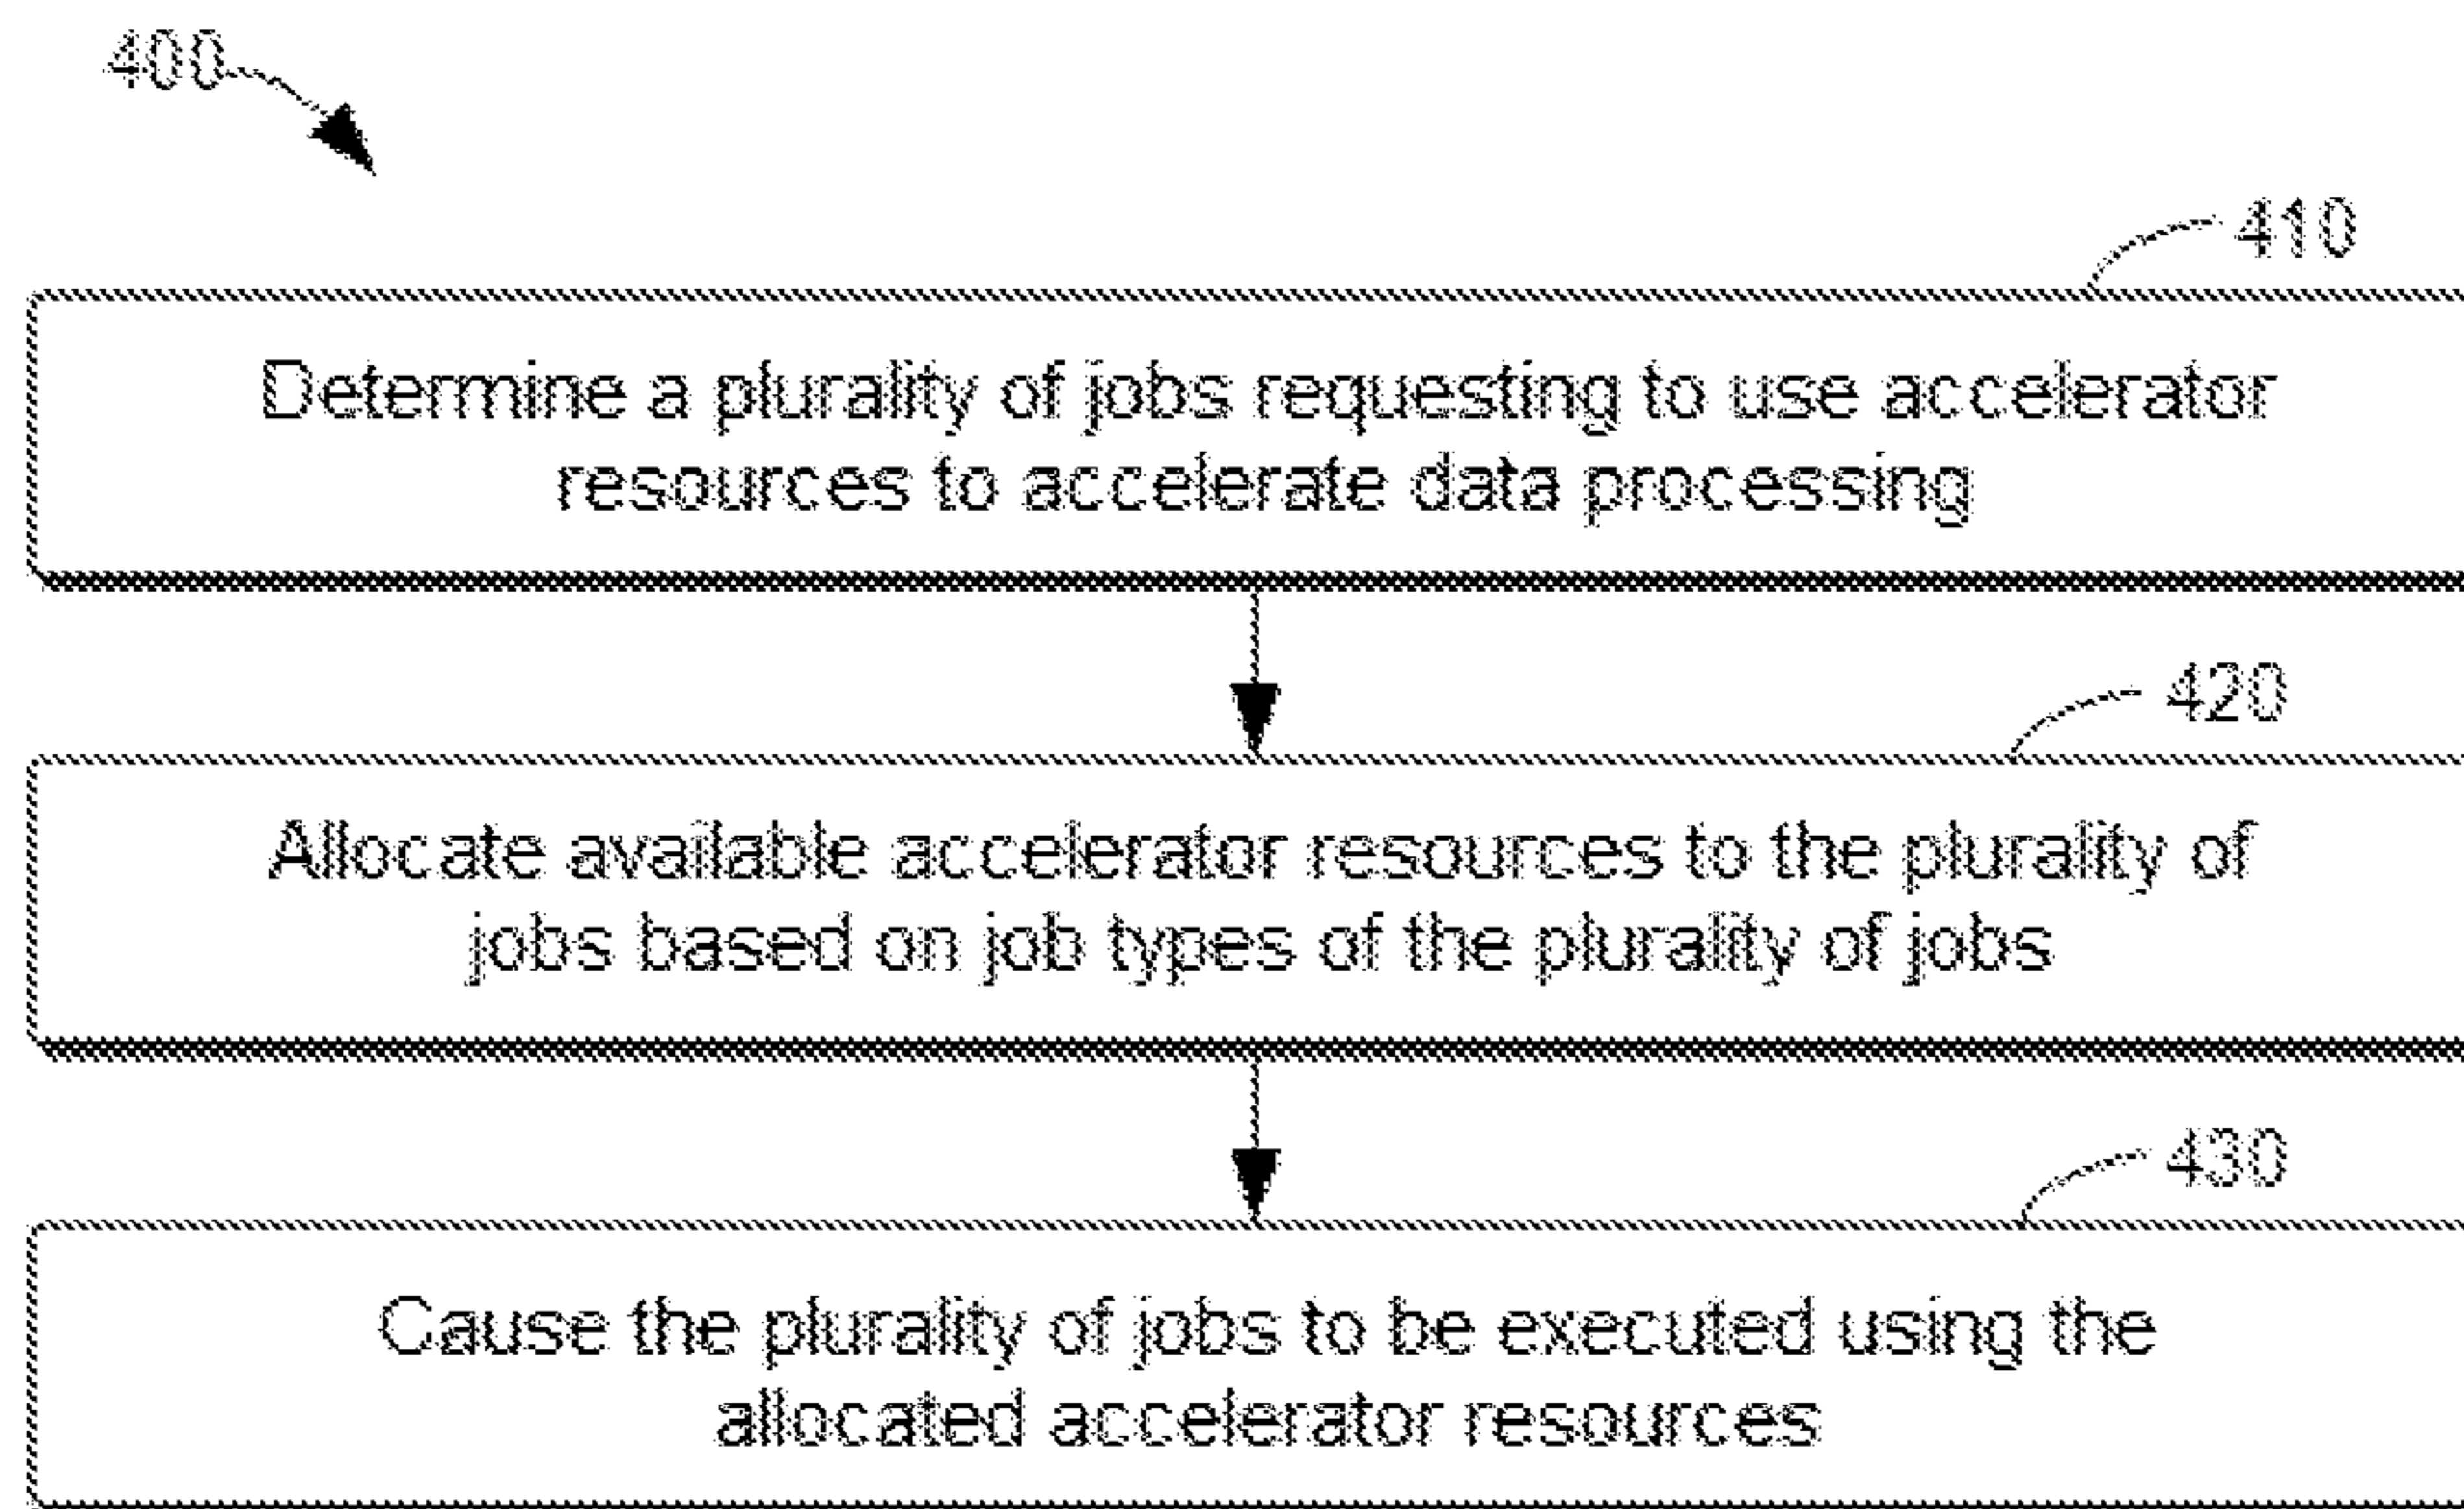 400
410
Determine a plurality of jobs requesting to use accelerator
resources to accelerate data processing
420
Allocate available accelerator resources to the plurality of
jobs based on job types of the plurality of jobs
430
Cause the plurality of jobs to be executed using the
allocated accelerator resources